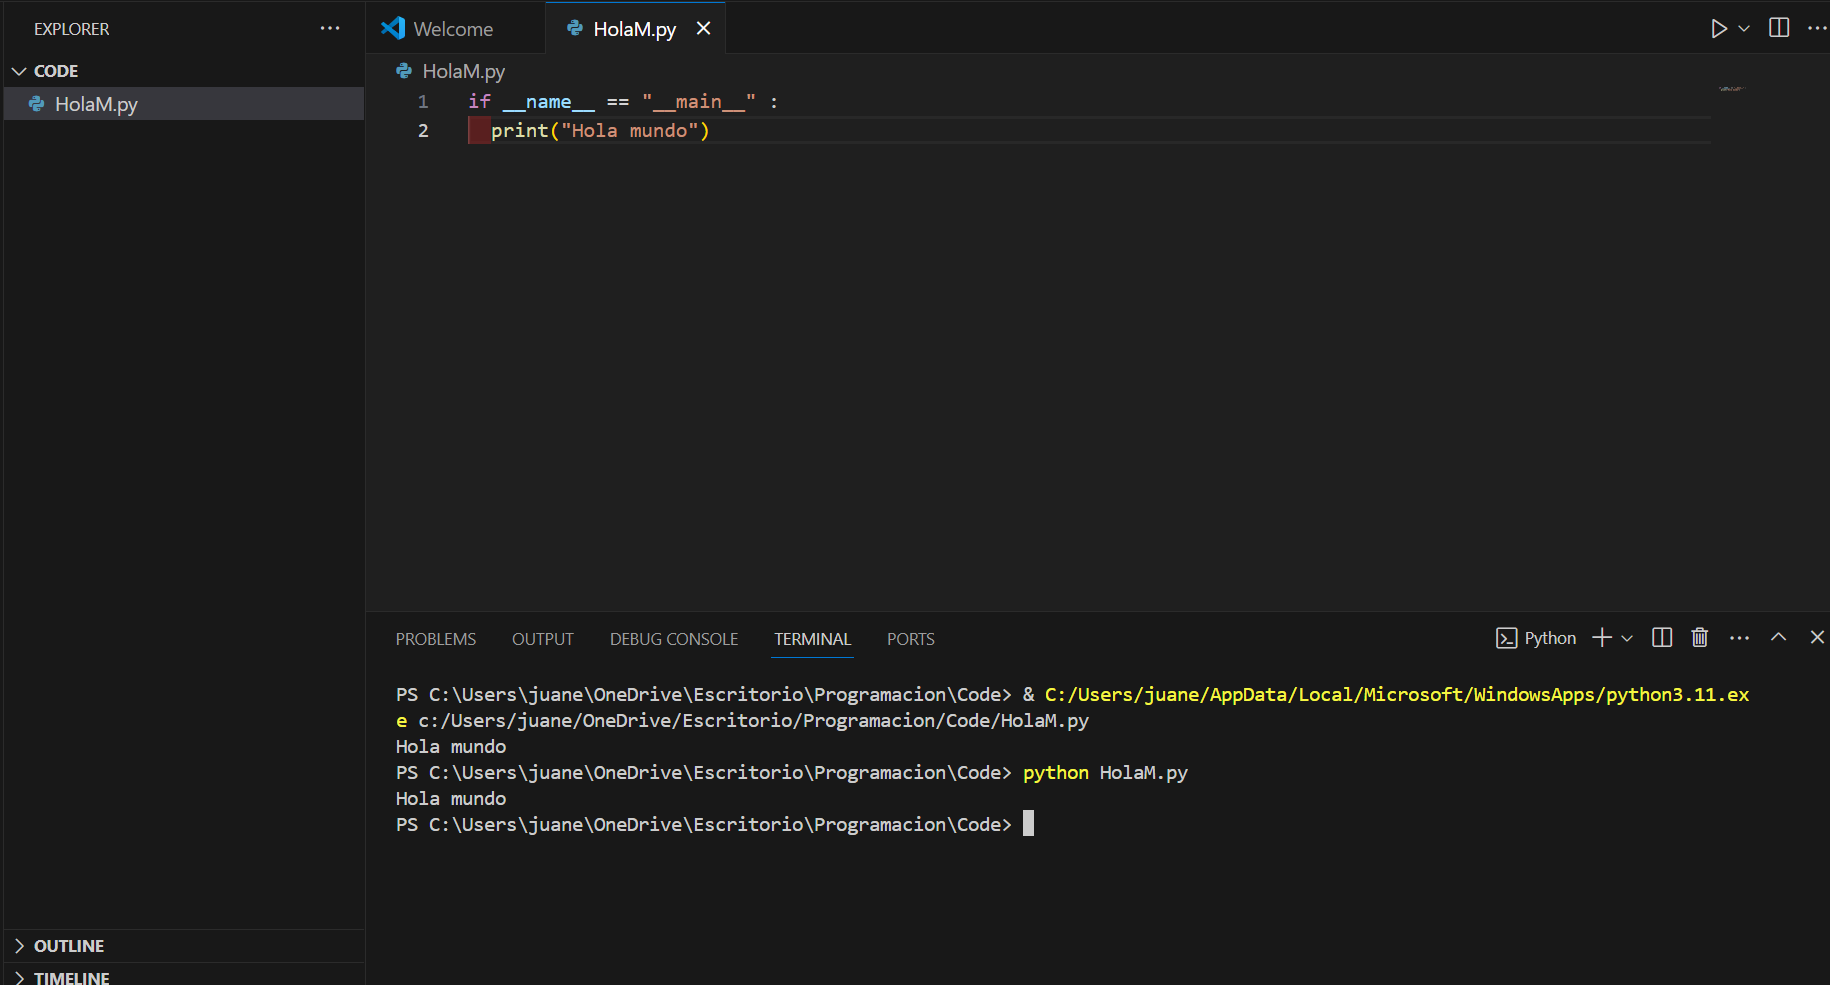 EXPLORER
CODE
HolaM.py
OUTLINE
TIMELINE
Welcome
HolaM.py
HolaM.py
1 if __name__ == "__main__" :
2 print("Hola mundo")
PROBLEMS OUTPUT DEBUG CONSOLE TERMINAL PORTS
Python
PS C:\Users\juane\OneDrive\Escritorio\Programacion\Code> & C:/Users/juane/AppData/Local/Microsoft/WindowsApps/python3.11.ex
e c:/Users/juane/OneDrive/Escritorio/Programacion/Code/HolaM.py
Hola mundo
PS C:\Users\juane\OneDrive\Escritorio\Programacion\Code> python HolaM.py
Hola mundo
PS C:\Users\juane\OneDrive\Escritorio\Programacion\Code>